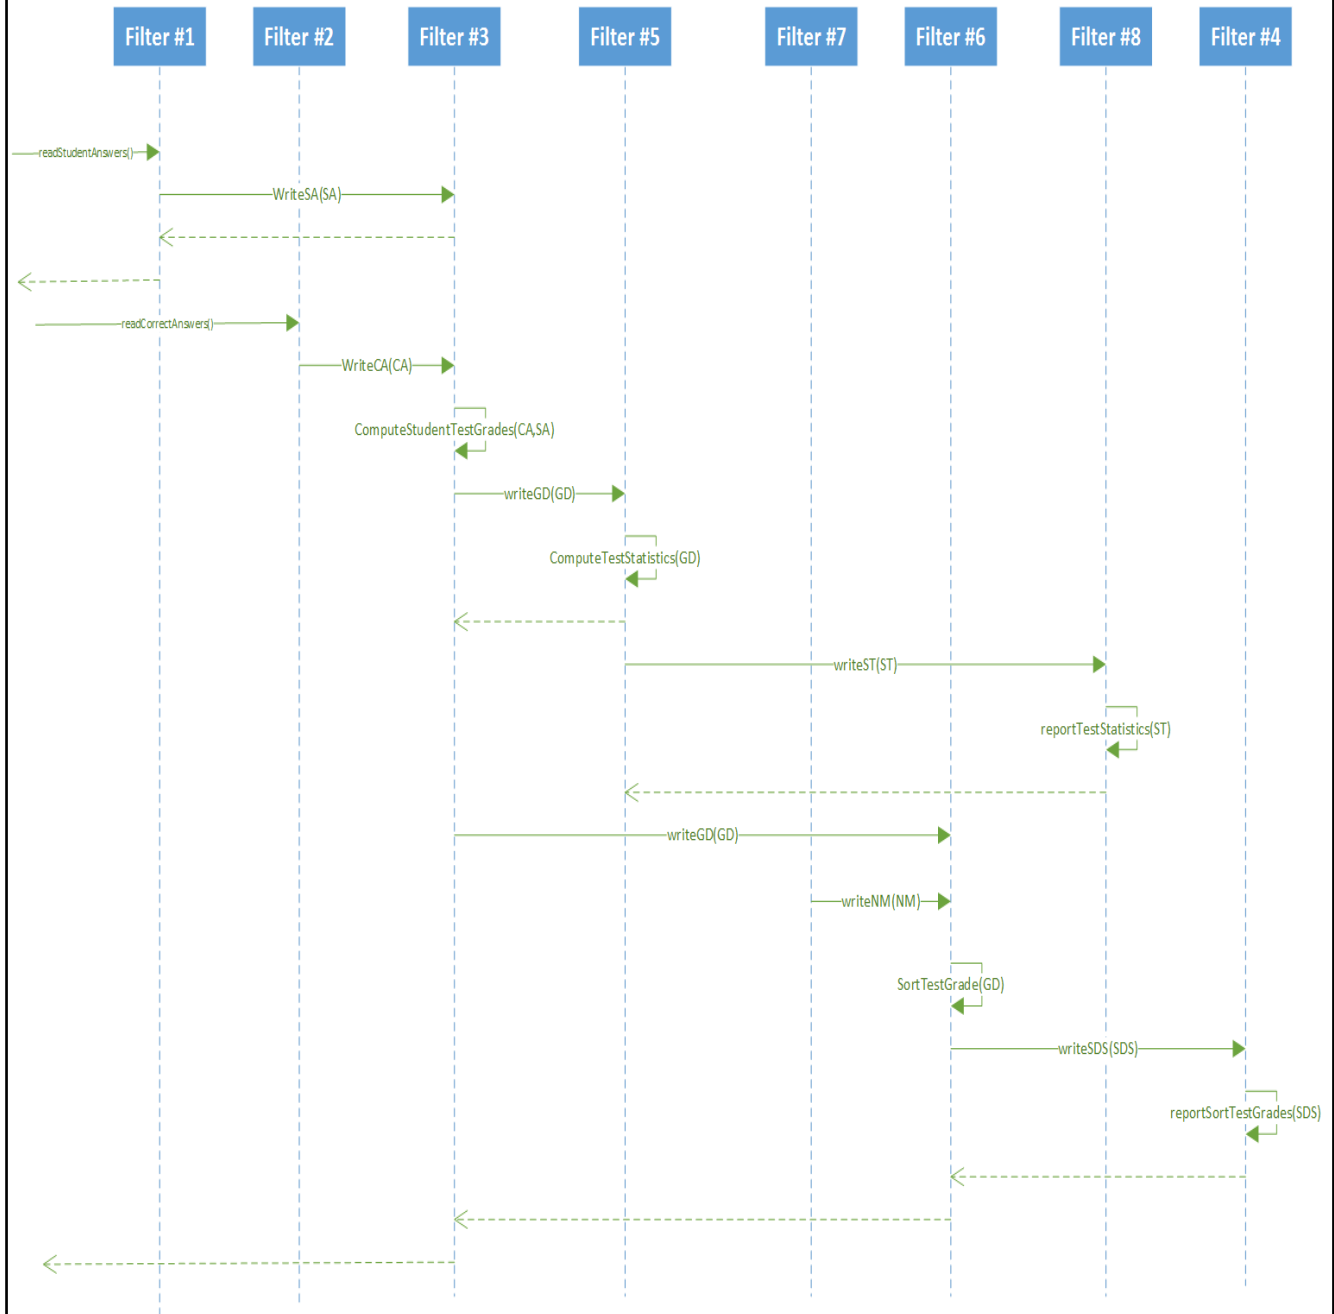 Filter #1
Filter #2
Filter #3
Filter #5
Filter #7
Filter #6
Filter #8
Filter #4
readStudentAnswers()
WriteSA(SA)
readCorrectAnswers()
WriteCA(CA)
ComputeStudentTestGrades(CA,SA)
writeGD(GD)
ComputeTestStatistics(GD)
writeST(ST)
reportTestStatistics(ST)
writeGD(GD)
writeNM(NM)
SortTestGrade(GD)
writeSDS(SDS)
reportSortTestGrades(SDS)